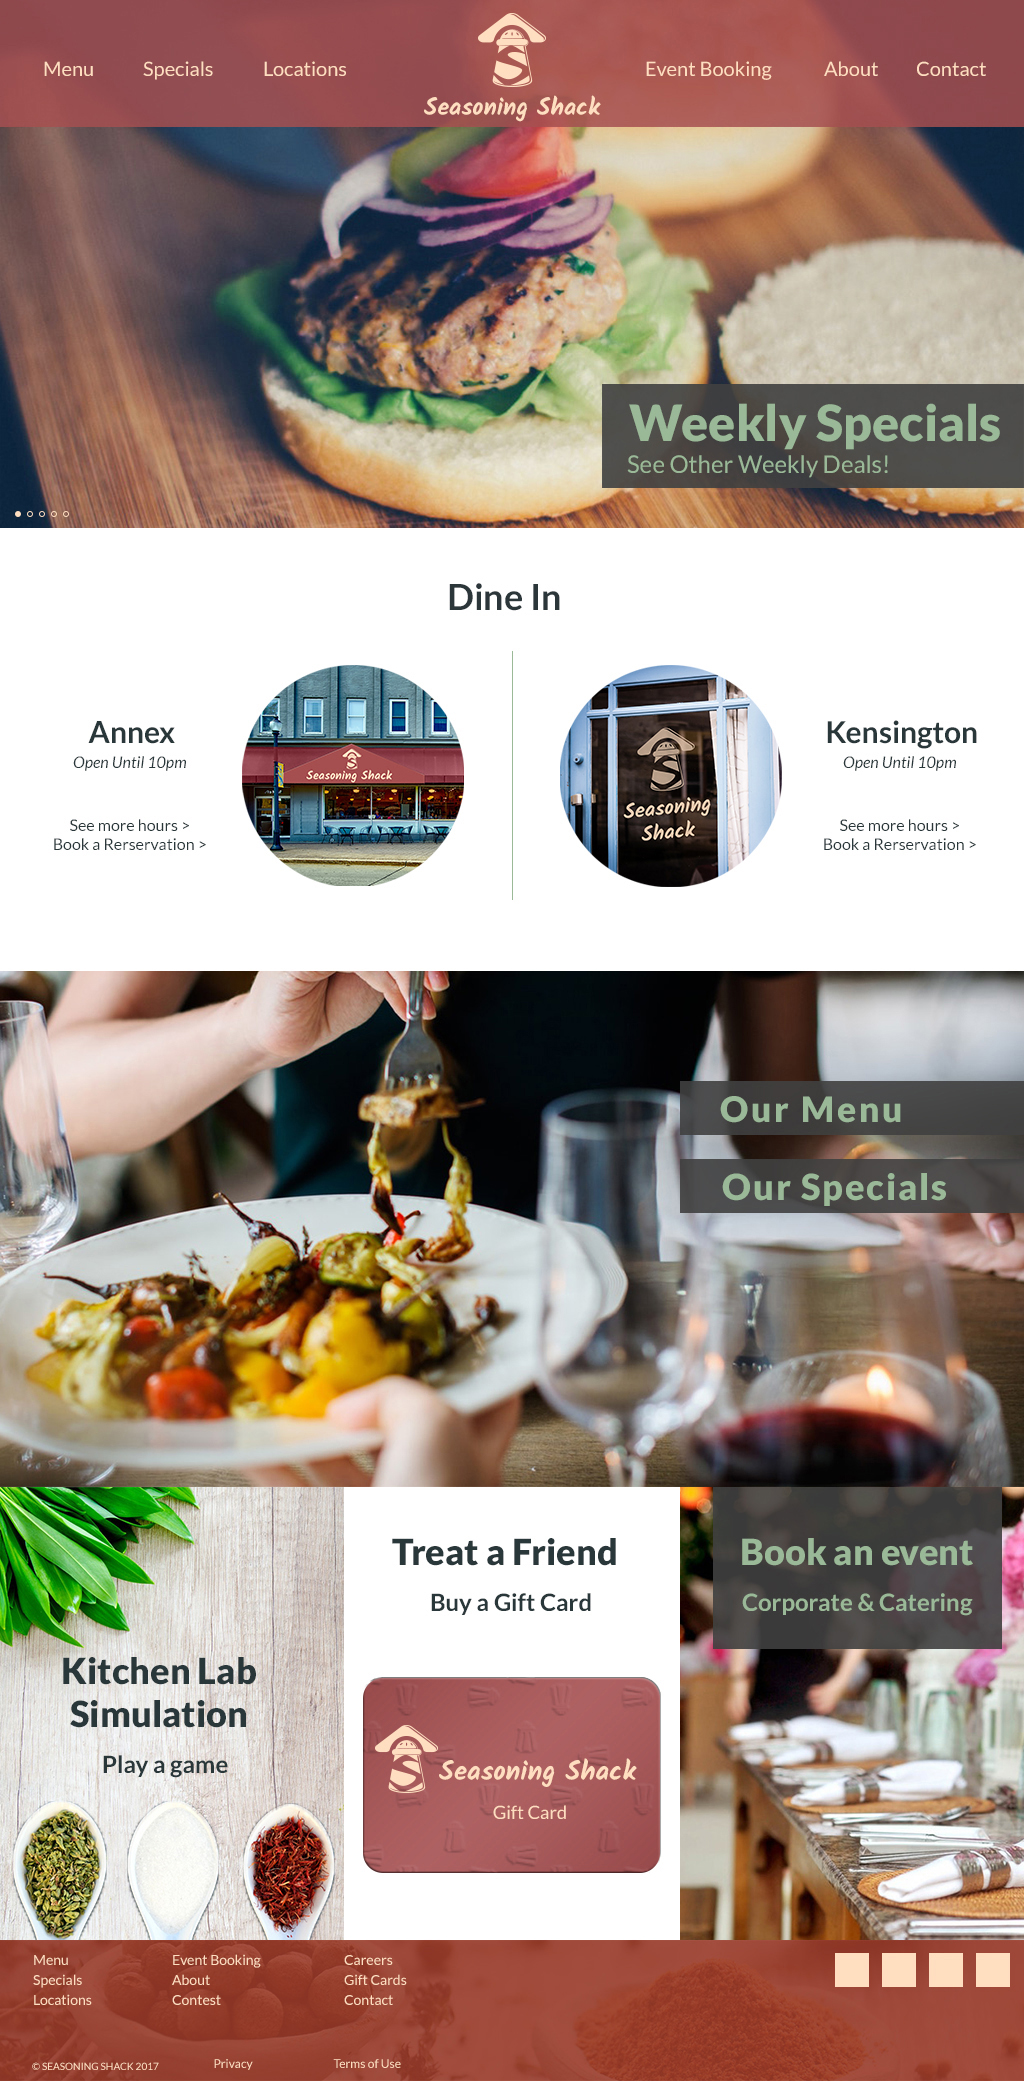 Menu
Specials
Locations
Seasoning Shack
Event Booking
About
Contact
Weekly Specials
See Other Weekly Deals!
Dine In
Annex
Open Until 10pm
See more hours >
Book a Rerservation >
Seasoning Shack
Seasoning
Shack
Kensington
Open Until 10pm
See more hours >
Book a Rerservation >
Our Menu
Our Specials
Kitchen Lab
Simulation
Play a game
Treat a Friend
Buy a Gift Card
Seasoning Shack
Gift Card
Book an event
Corporate & Catering
Menu
Specials
Locations
Event Booking
About
Contest
Careers
Gift Cards
Contact
© SEASONING SHACK 2017
Privacy
Terms of Use